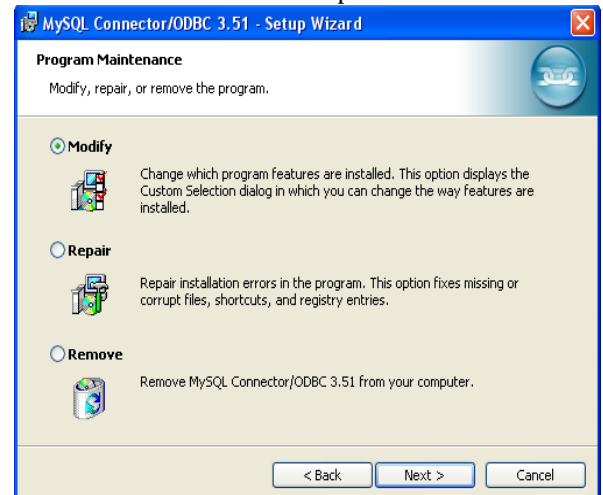 MySQL Connector/ODBC 3.51 - Setup Wizard
Program Maintenance
Modify, repair, or remove the program.
Modify
Change which program features are installed. This option displays the
Custom Selection dialog in which you can change the way features are
installed.
Repair
Repair installation errors in the program. This option fixes missing or
corrupt files, shortcuts, and registry entries.
Remove
Remove MySQL Connector/ODBC 3.51 from your computer.
< Back
Next >
Cancel